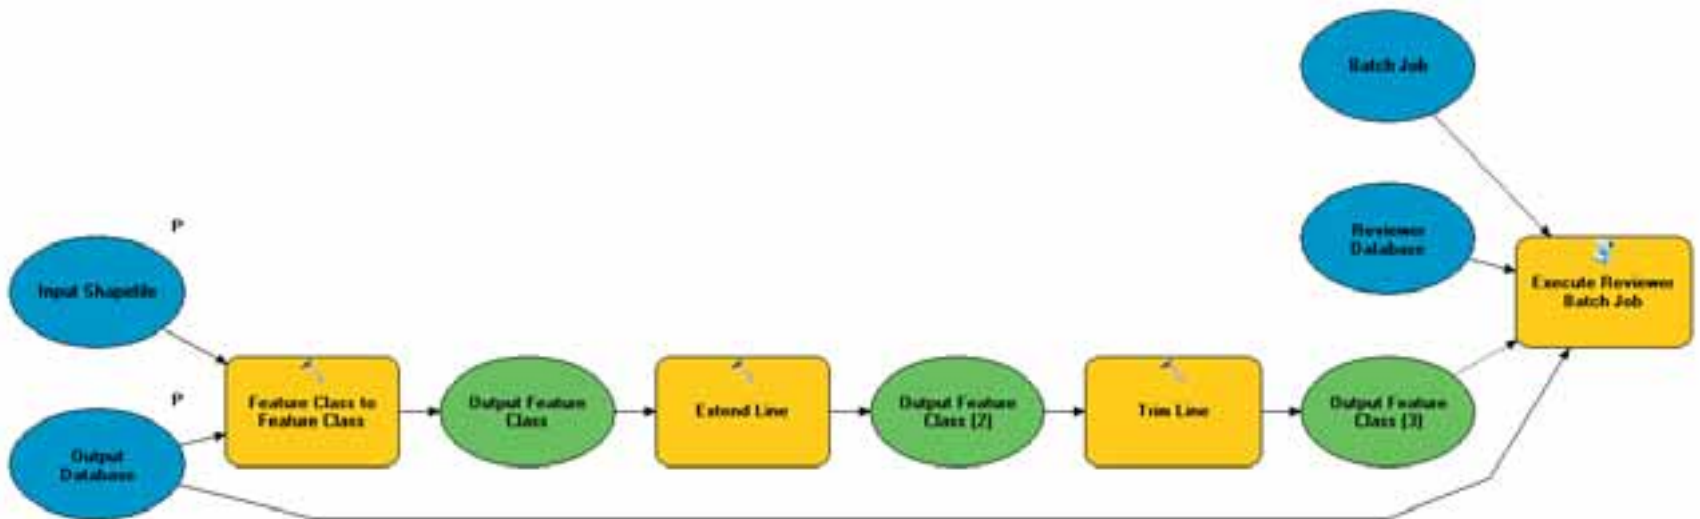 Batch Job
P
Reviewer
Database
Input Shapefile
Execute Reviewer
Batch Job
P
Feature Class to
Feature Class
Output Feature
Class
Extend Line
Output Feature
Class (2)
Trim Line
Output Feature
Class (3)
Output
Database